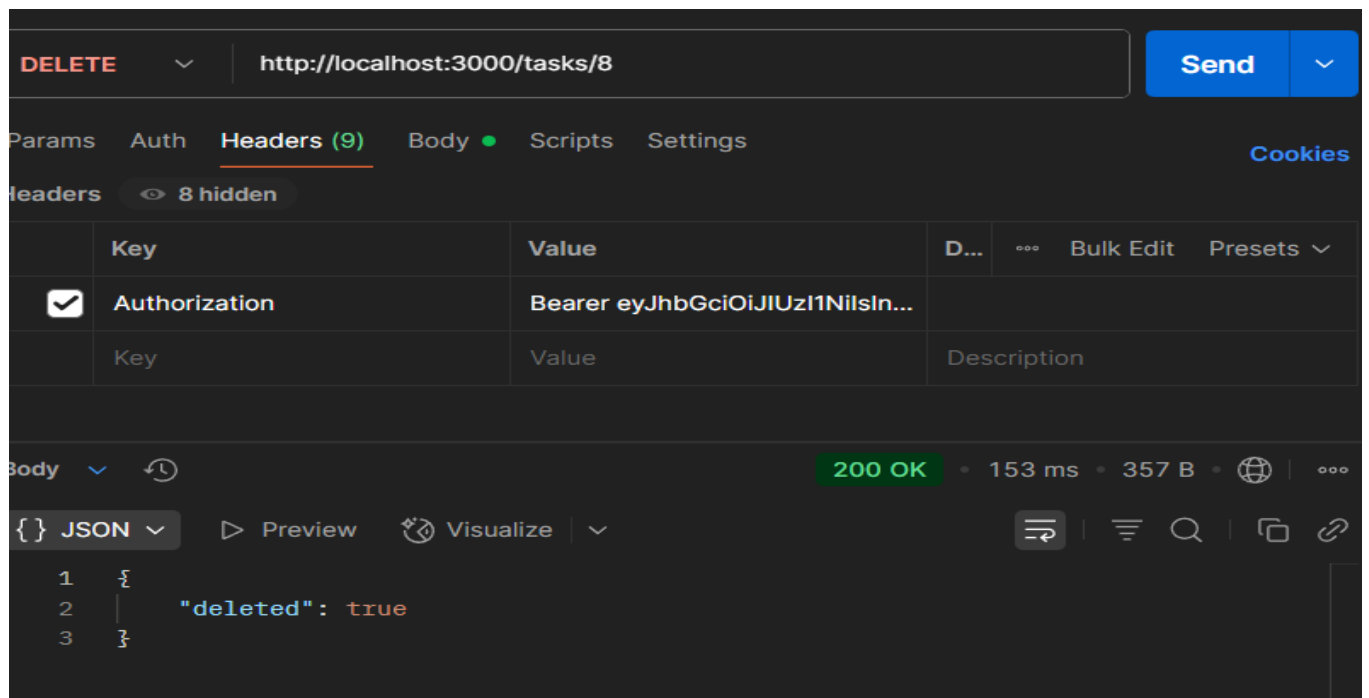 DELETE http://localhost:3000/tasks/8 Send
Params Auth Headers (9) Body Scripts Settings
Cookies
Headers 8 hidden
Key Value D... Bulk Edit Presets
Authorization Bearer eyJhbGciOiJIUzI1NiIsIn...
Key Value Description
Body 200 OK 153 ms 357 B
{} JSON Preview Visualize
1 {
2 "deleted": true
3 }